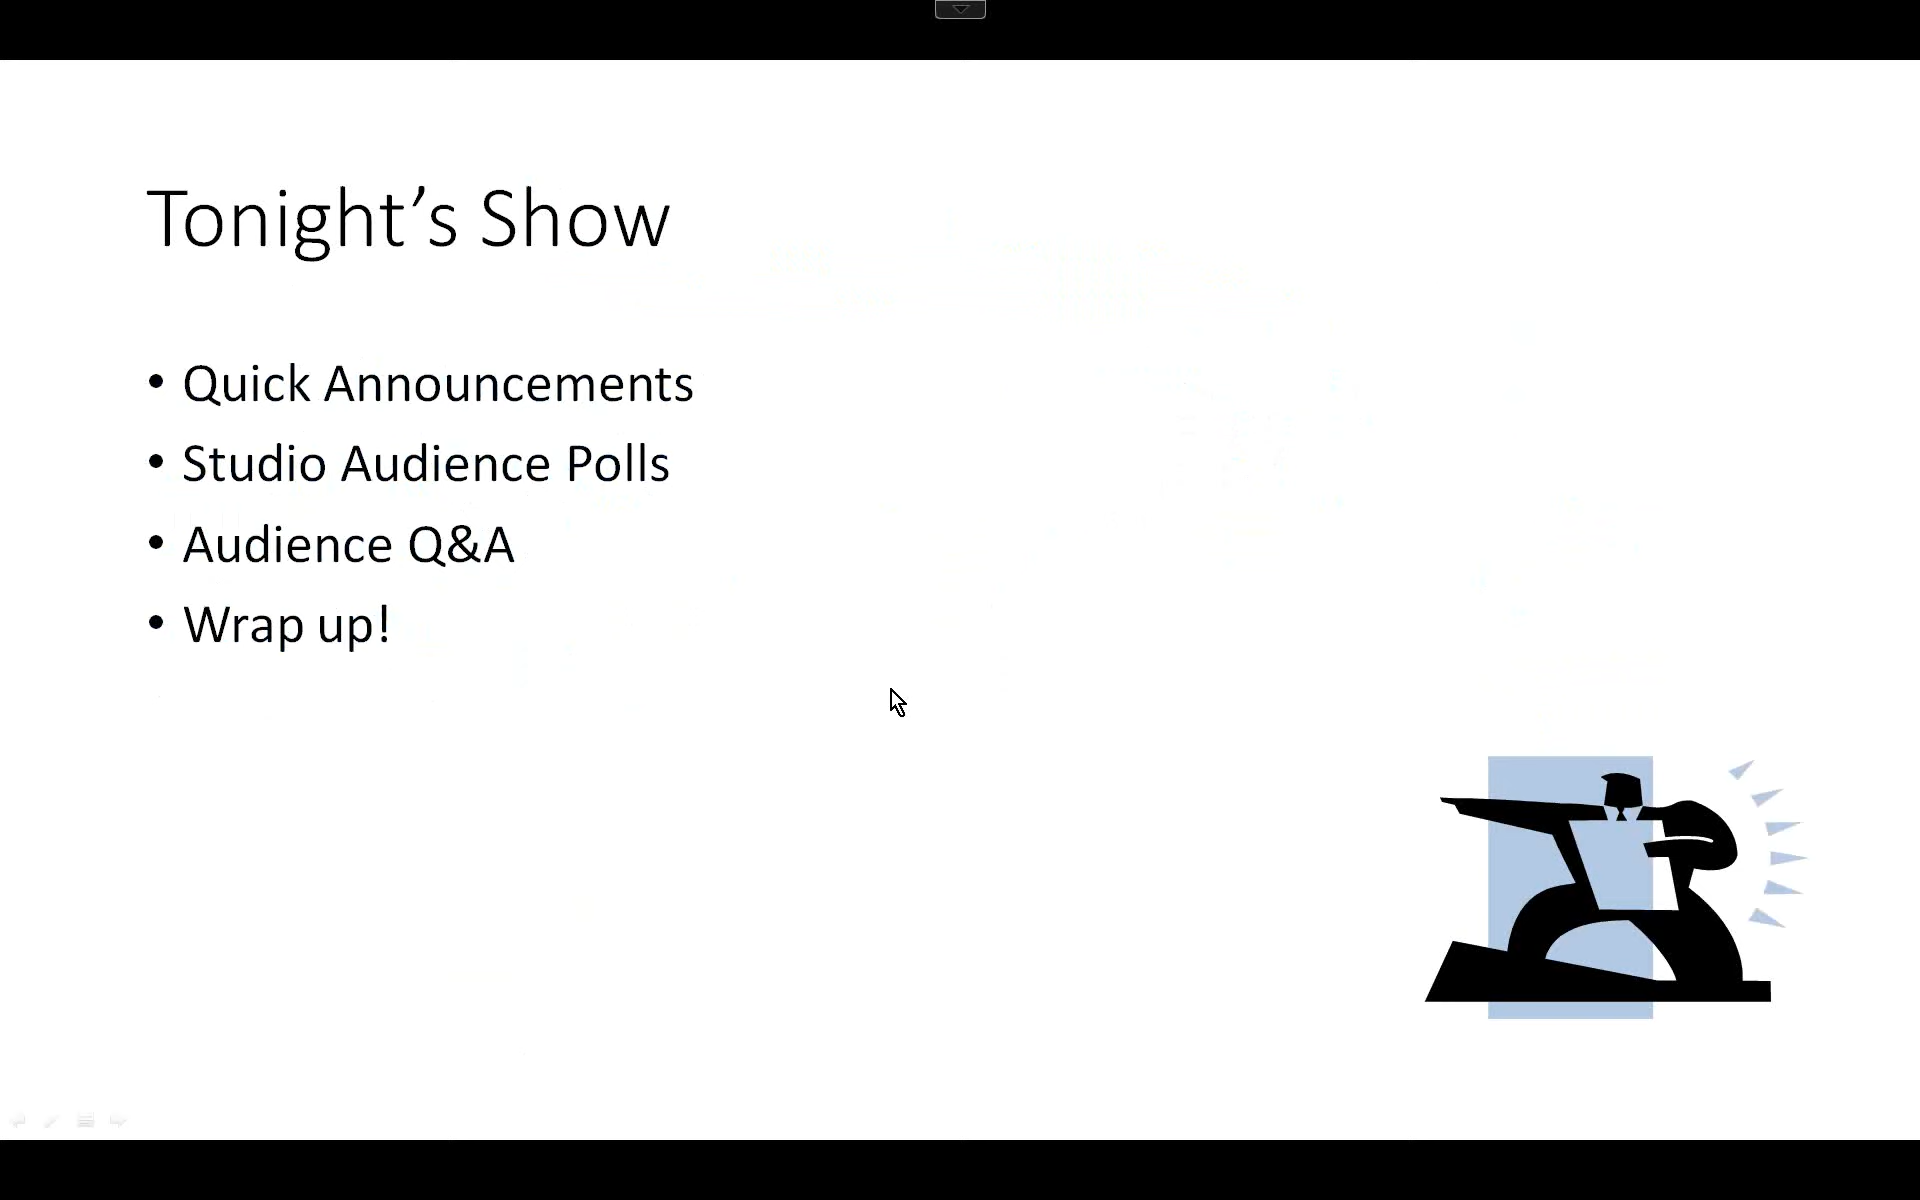 Tonight’s Show
• Quick Announcements
• Studio Audience Polls
• Audience Q&A
• Wrap up!